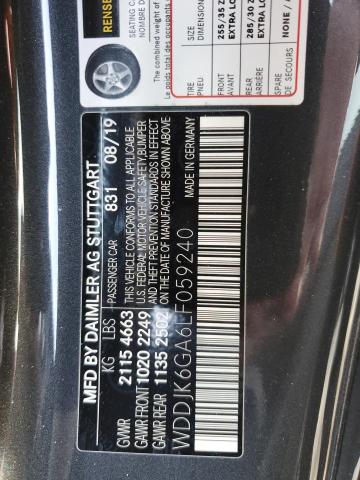 RENSE
SEATING CA
NOMBRE D
The combined weight of
Le poids total des occupants
TIRE
PNEU
SIZE
DIMENSION
FRONT
AVANT
255/35 Z
EXTRA LO
REAR
ARRIÈRE
285/30 Z
EXTRA LO
SPARE
DE SECOURS
NONE /
MFD BY DAIMLER AG STUTTGART
KG LBS PASSENGER CAR 831 08/19
GVWR 2115 4663
GAWR FRONT 1020 2249
GAWR REAR 1135 2502
THIS VEHICLE CONFORMS TO ALL APPLICABLE
U.S. FEDERAL MOTOR VEHICLE SAFETY, BUMPER
AND THEFT PREVENTION STANDARDS IN EFFECT
ON THE DATE OF MANUFACTURE SHOWN ABOVE
MADE IN GERMANY
WDDJK6GA6LF059240